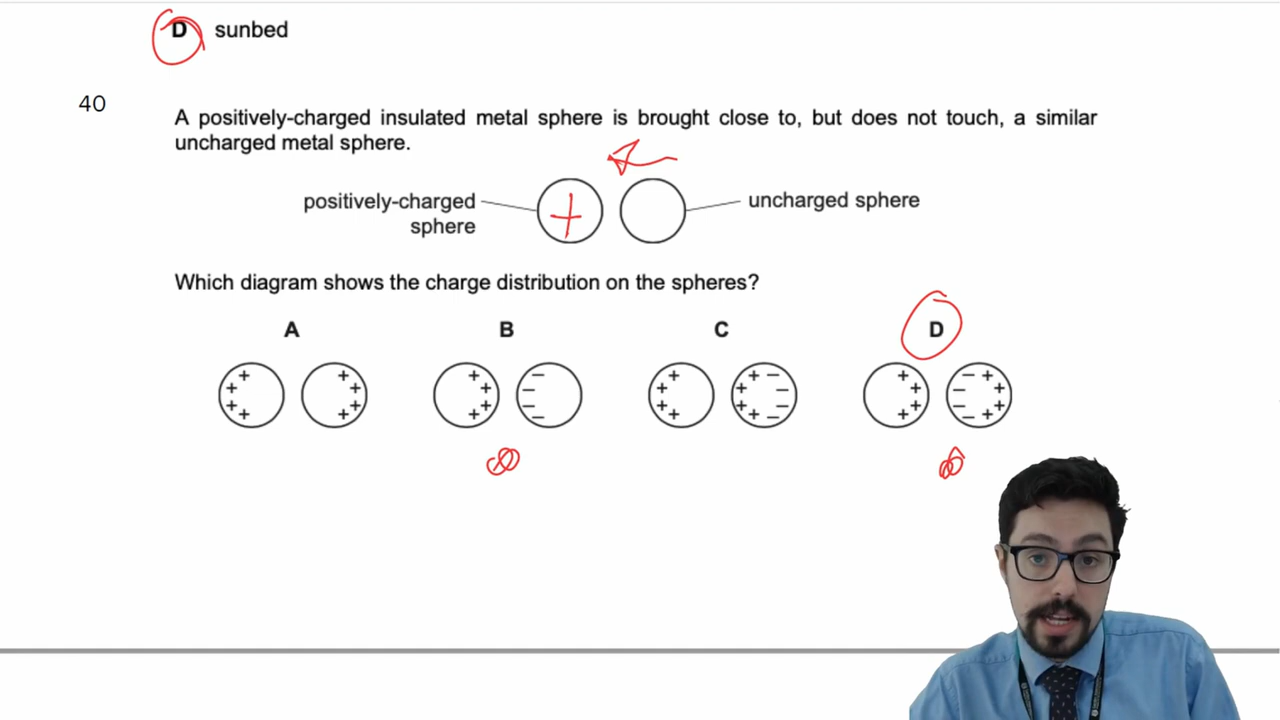 D sunbed
40
A positively-charged insulated metal sphere is brought close to, but does not touch, a similar
uncharged metal sphere.
positively-charged
sphere
+
uncharged sphere
Which diagram shows the charge distribution on the spheres?
A B C D
+ + + + + + + +
+ + + + − − − −
+ + + + + + + + − − − −
+ + + + − − − − + + + +